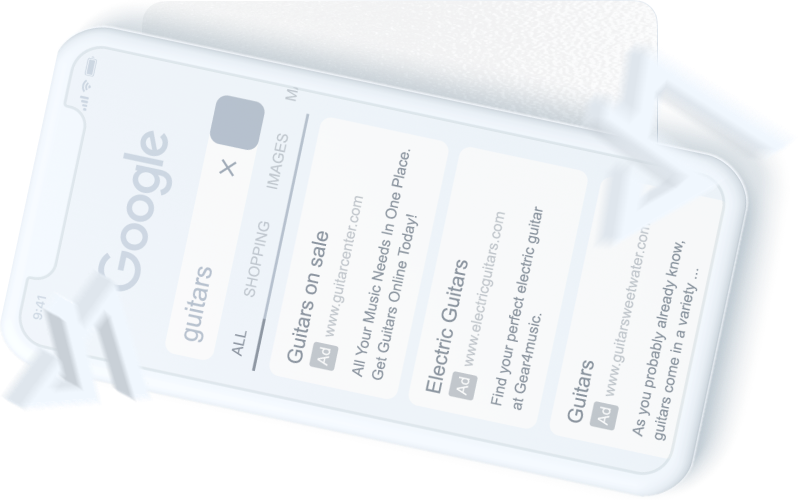 9:41
Google
guitars ×
ALL SHOPPING IMAGES
Guitars on sale
Ad www.guitarcenter.com
All Your Music Needs In One Place.
Get Guitars Online Today!
Electric Guitars
Ad www.electricguitars.com
Find your perfect electric guitar
at Gear4music.
Guitars
Ad www.guitarsweetwater.com
As you probably already know,
guitars come in a variety ...